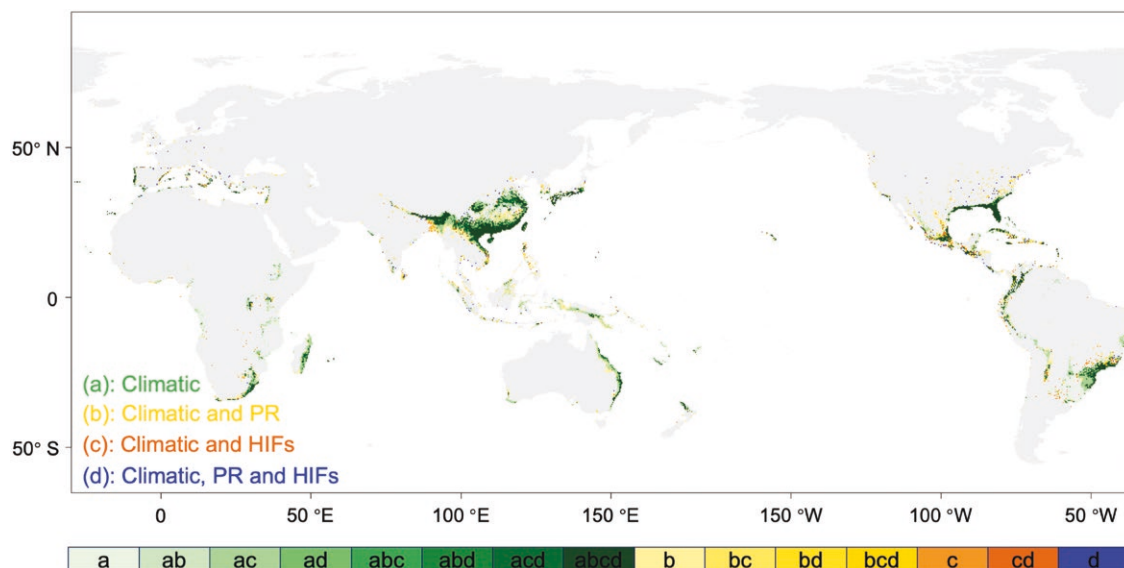 50° N
0
50° S
(a): Climatic
(b): Climatic and PR
(c): Climatic and HIFs
(d): Climatic, PR and HIFs
0 50 °E 100 °E 150 °E 150 °W 100 °W 50 °W
a ab ac ad abc abd acd abcd b bc bd bcd c cd d